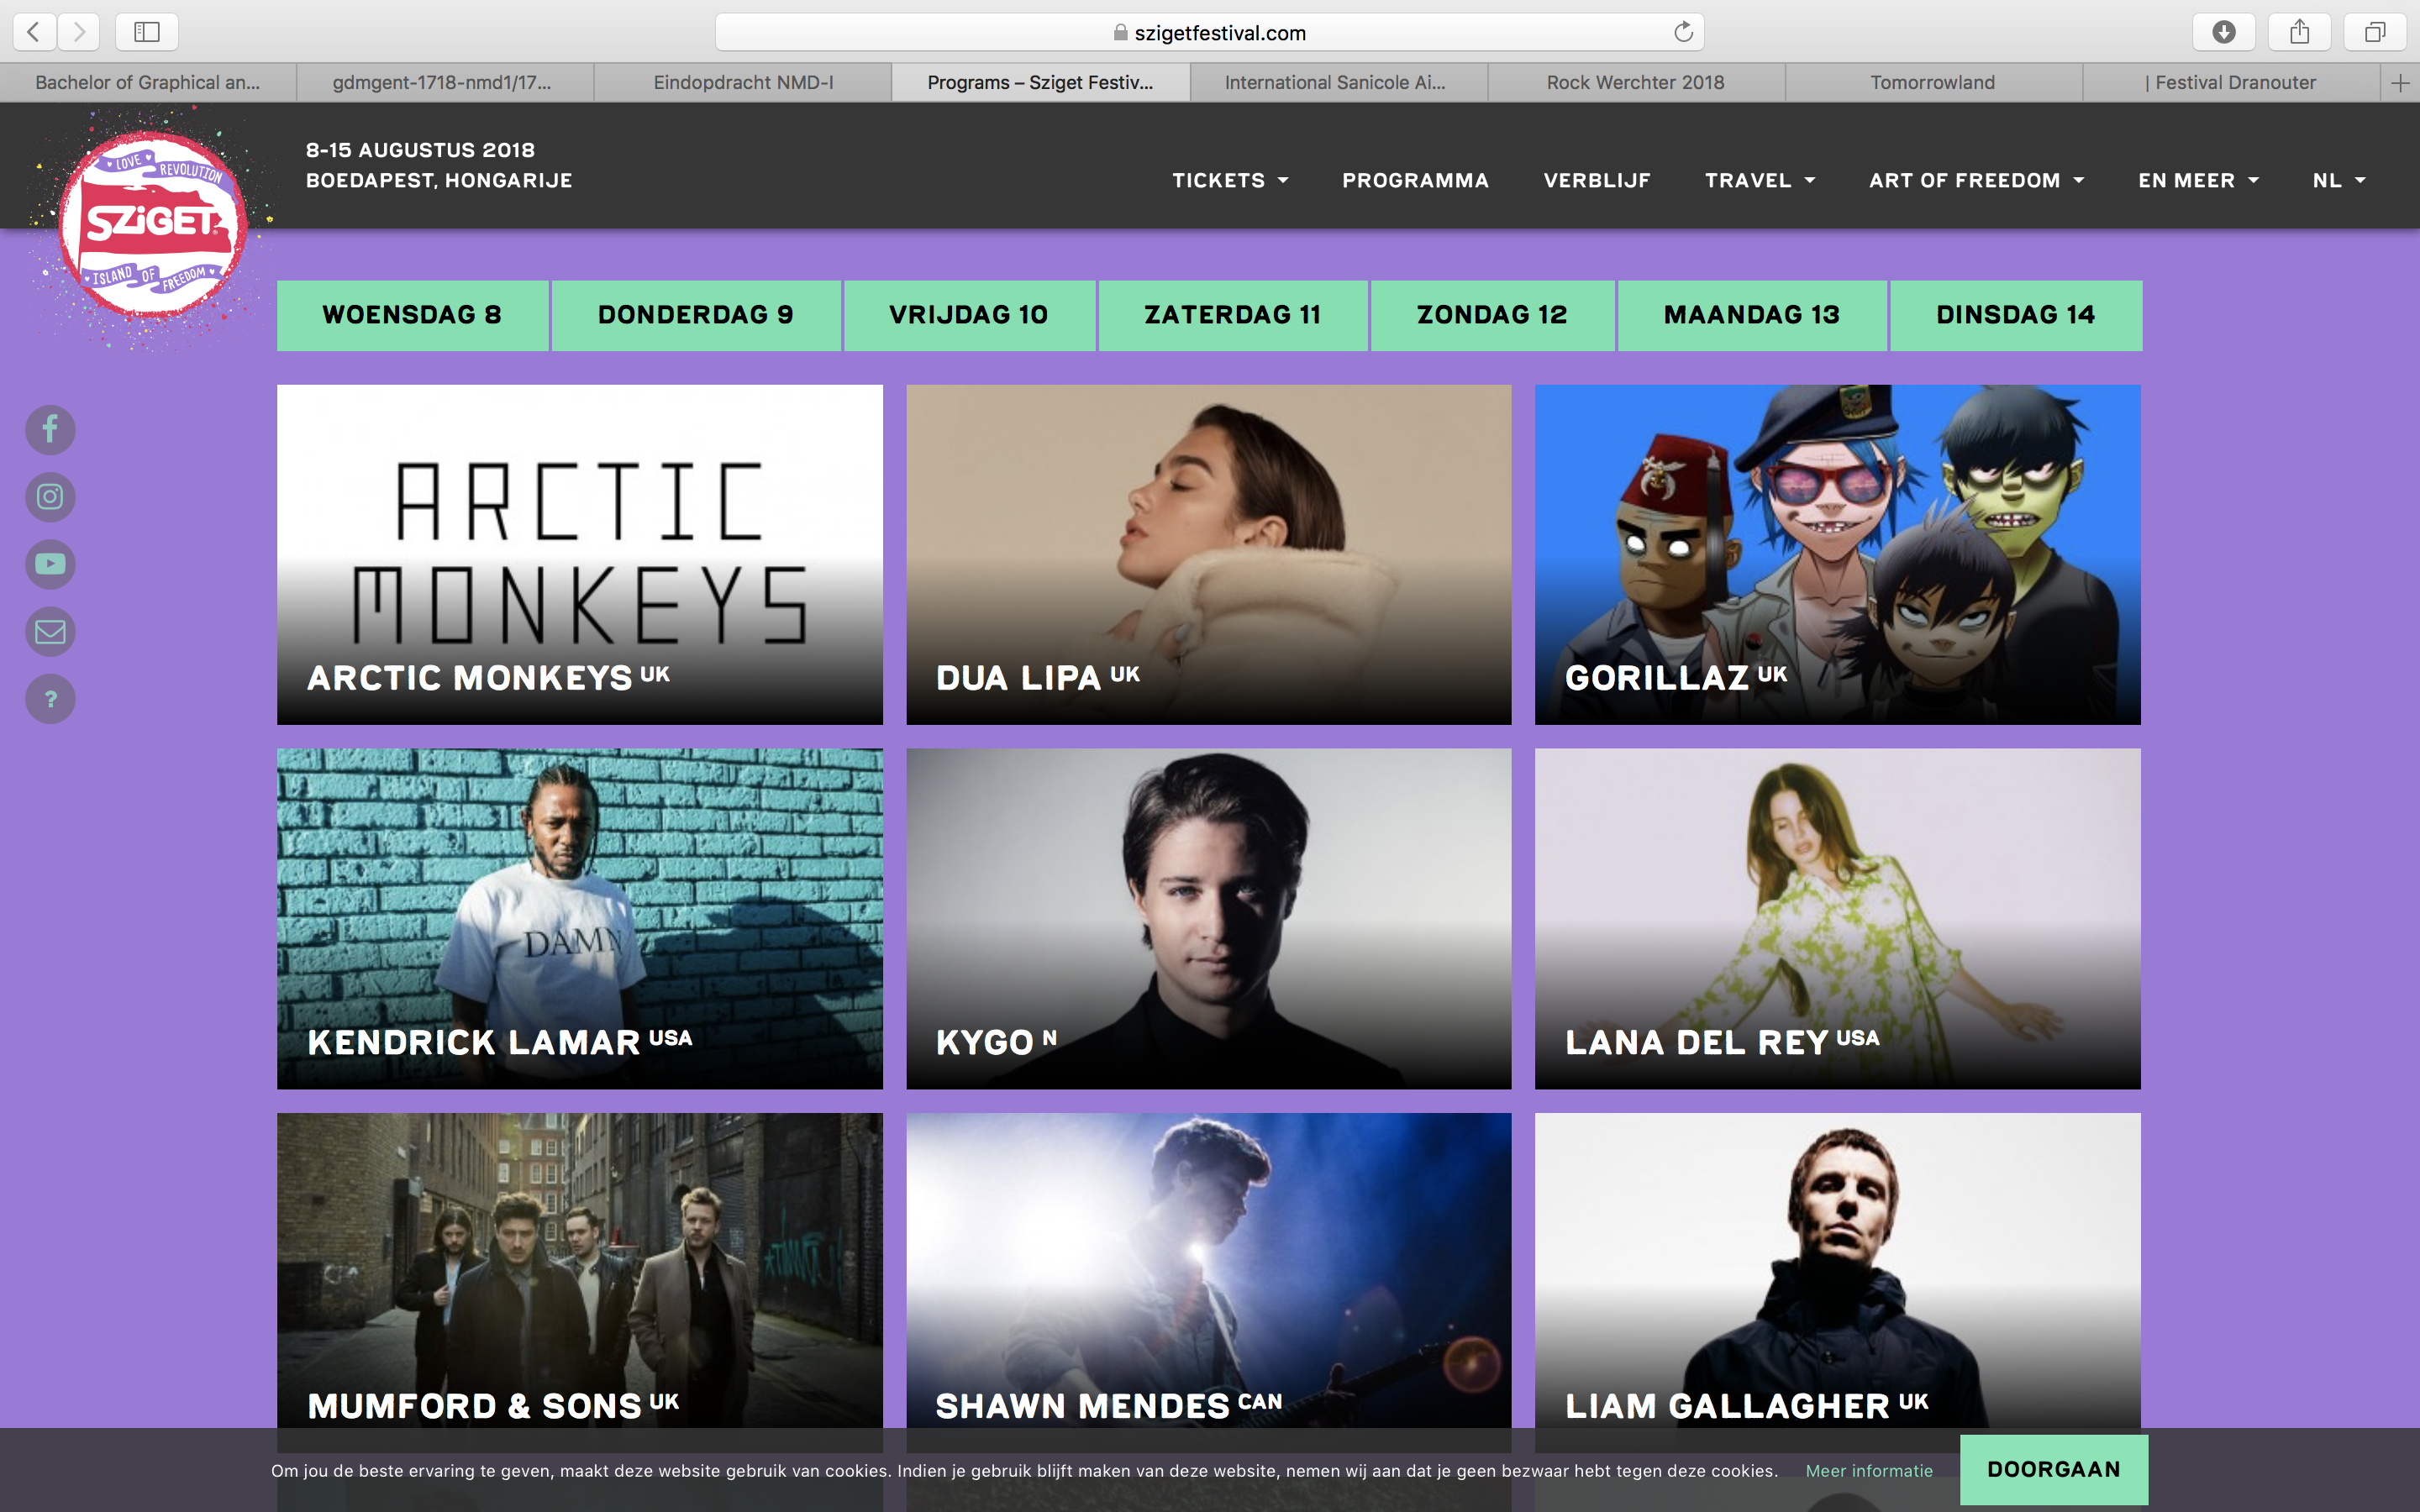 szigetfestival.com
Bachelor of Graphical an...
gdmgent-1718-nmd1/17...
Eindopdracht NMD-I
Programs – Sziget Festiv...
International Sanicole Ai...
Rock Werchter 2018
Tomorrowland
| Festival Dranouter
LOVE REVOLUTION
SZiGET
ISLAND OF FREEDOM
8-15 AUGUSTUS 2018
BOEDAPEST, HONGARIJE
TICKETS
PROGRAMMA
VERBLIJF
TRAVEL
ART OF FREEDOM
EN MEER
NL
WOENSDAG 8
DONDERDAG 9
VRIJDAG 10
ZATERDAG 11
ZONDAG 12
MAANDAG 13
DINSDAG 14
?
ARCTIC
MONKEYS
ARCTIC MONKEYS UK
DUA LIPA UK
GORILLAZ UK
DAMN
KENDRICK LAMAR USA
KYGO N
LANA DEL REY USA
MUMFORD & SONS UK
SHAWN MENDES CAN
LIAM GALLAGHER UK
Om jou de beste ervaring te geven, maakt deze website gebruik van cookies. Indien je gebruik blijft maken van deze website, nemen wij aan dat je geen bezwaar hebt tegen deze cookies.
Meer informatie
DOORGAAN